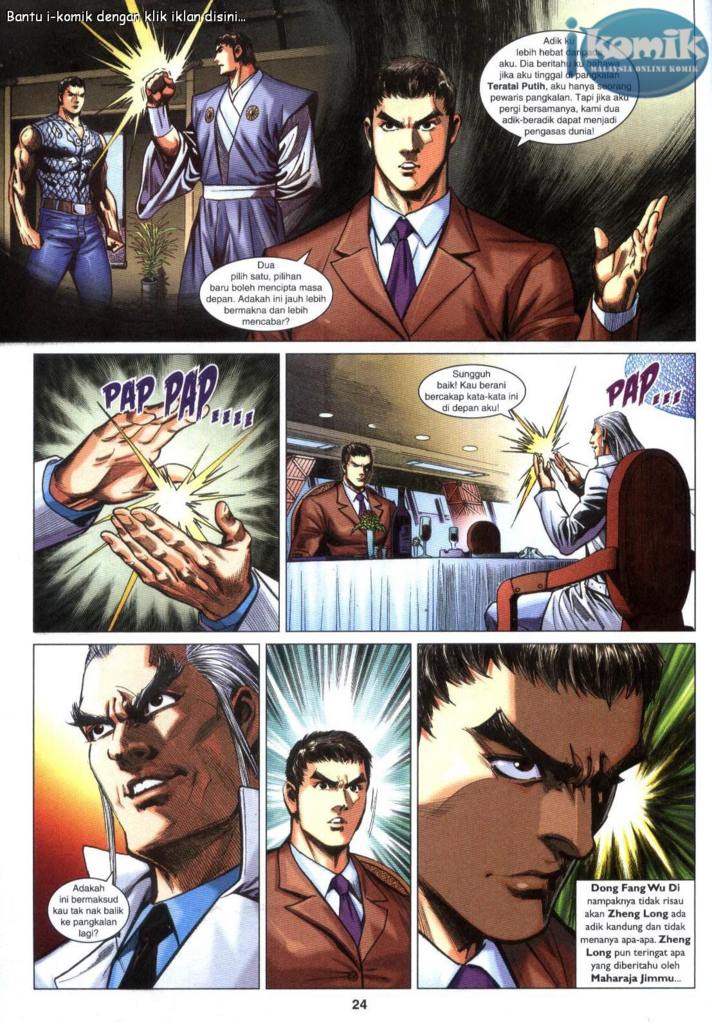 Bantu i-komik dengan klik iklan disini...
ikomik
MALAYSIA ONLINE KOMIK
Adik ku
lebih hebat daripada
aku. Dia beritahu ku bahawa
jika aku tinggal di pangkalan
Teratai Putih, aku hanya seorang
pewaris pangkalan. Tapi jika aku
pergi bersamanya, kami dua
adik-beradik dapat menjadi
pengasas dunia!
Dua
pilih satu, pilihan
baru boleh mencipta masa
depan. Adakah ini jauh lebih
bermakna dan lebih
mencabar?
PAP PAP....
Sungguh
baik! Kau berani
bercakap kata-kata ini
di depan aku!
PAP...
Adakah
ini bermaksud
kau tak nak balik
ke pangkalan
lagi?
Dong Fang Wu Di
nampaknya tidak risau
akan Zheng Long ada
adik kandung dan tidak
menanya apa-apa. Zheng
Long pun teringat apa
yang diberitahu oleh
Maharaja Jimmu...
24